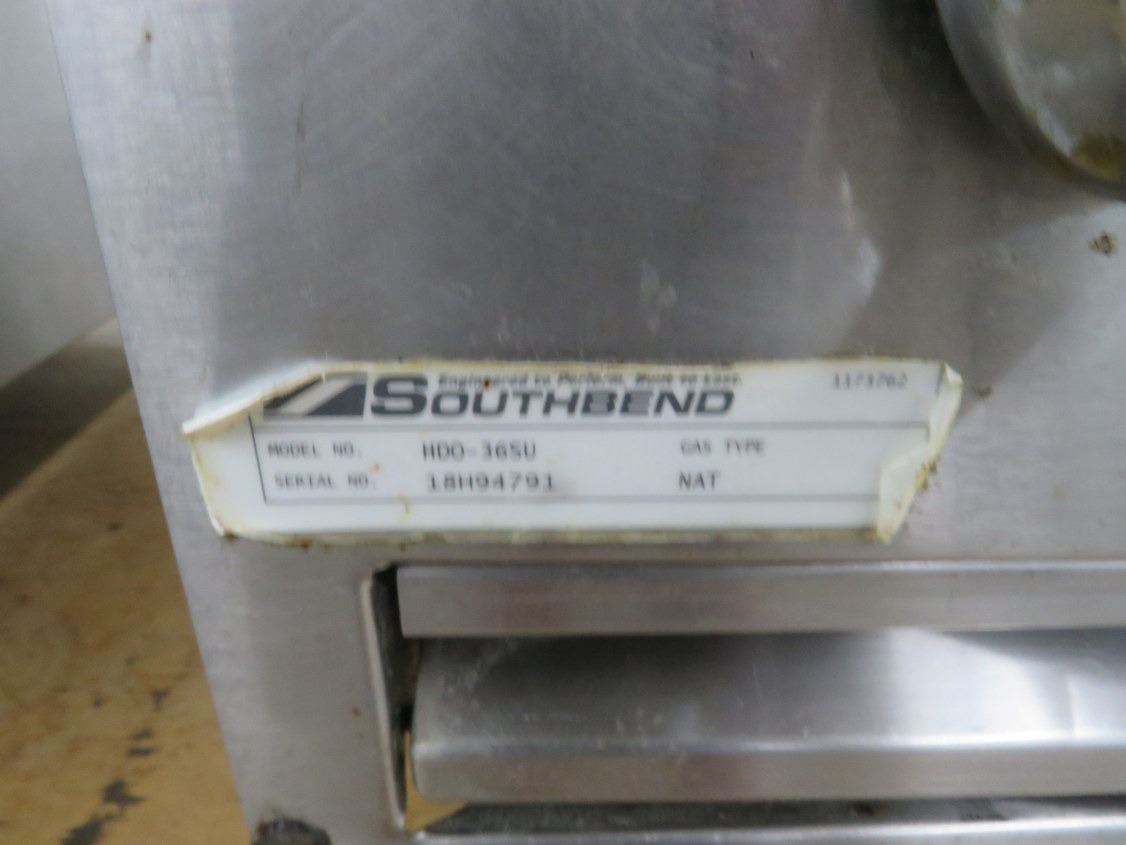 Engineered to Perform. Built to Last. 1173762
SOUTHBEND
MODEL NO. HDO-36SU GAS TYPE
SERIAL NO. 18H94791 NAT